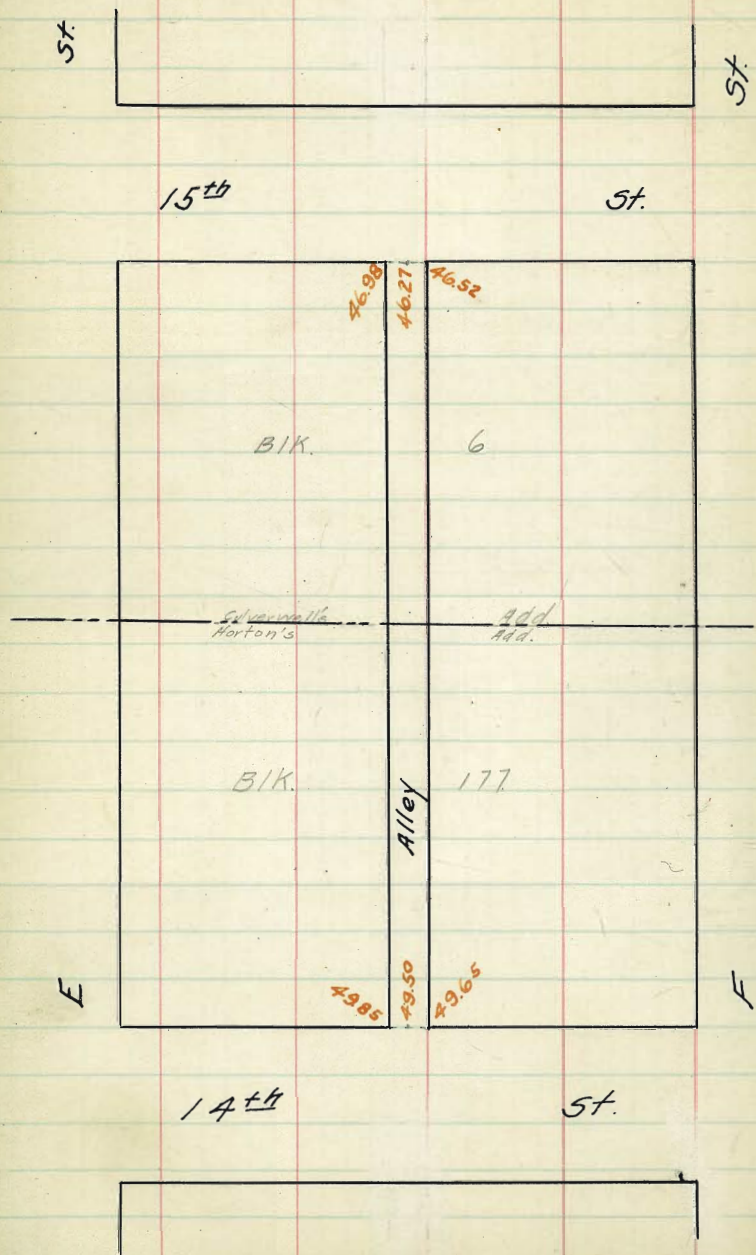 St.
St.
15th St.
46.98 46.27 46.52
Blk. 6
Culverwell's Add
Horton's Add.
Blk. 177
Alley
49.85 49.50 49.65
E F
14th St.